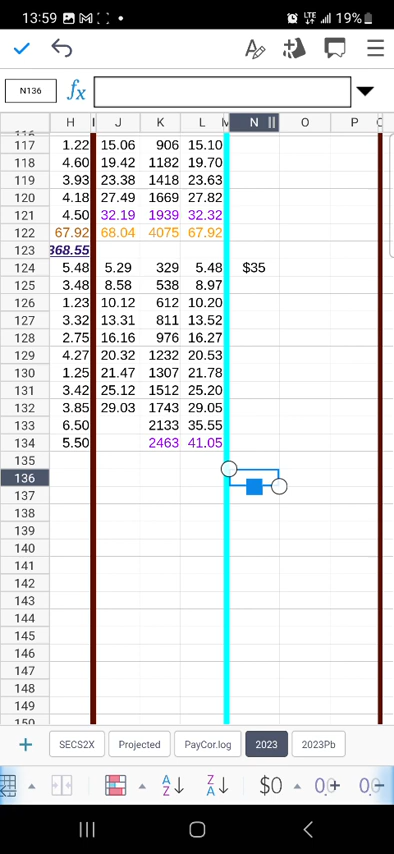 13:59 LTE 19%
N136 fx
H I J K L M N O P
116
117 1.22 15.06 906 15.10
118 4.60 19.42 1182 19.70
119 3.93 23.38 1418 23.63
120 4.18 27.49 1669 27.82
121 4.50 32.19 1939 32.32
122 67.92 68.04 4075 67.92
123 368.55
124 5.48 5.29 329 5.48 $35
125 3.48 8.58 538 8.97
126 1.23 10.12 612 10.20
127 3.32 13.31 811 13.52
128 2.75 16.16 976 16.27
129 4.27 20.32 1232 20.53
130 1.25 21.47 1307 21.78
131 3.42 25.12 1512 25.20
132 3.85 29.03 1743 29.05
133 6.50 2133 35.55
134 5.50 2463 41.05
135
136
137
138
139
140
141
142
143
144
145
146
147
148
149
150
+ SECS2X Projected PayCor.log 2023 2023Pb
A Z Z A $0 0+ 0-